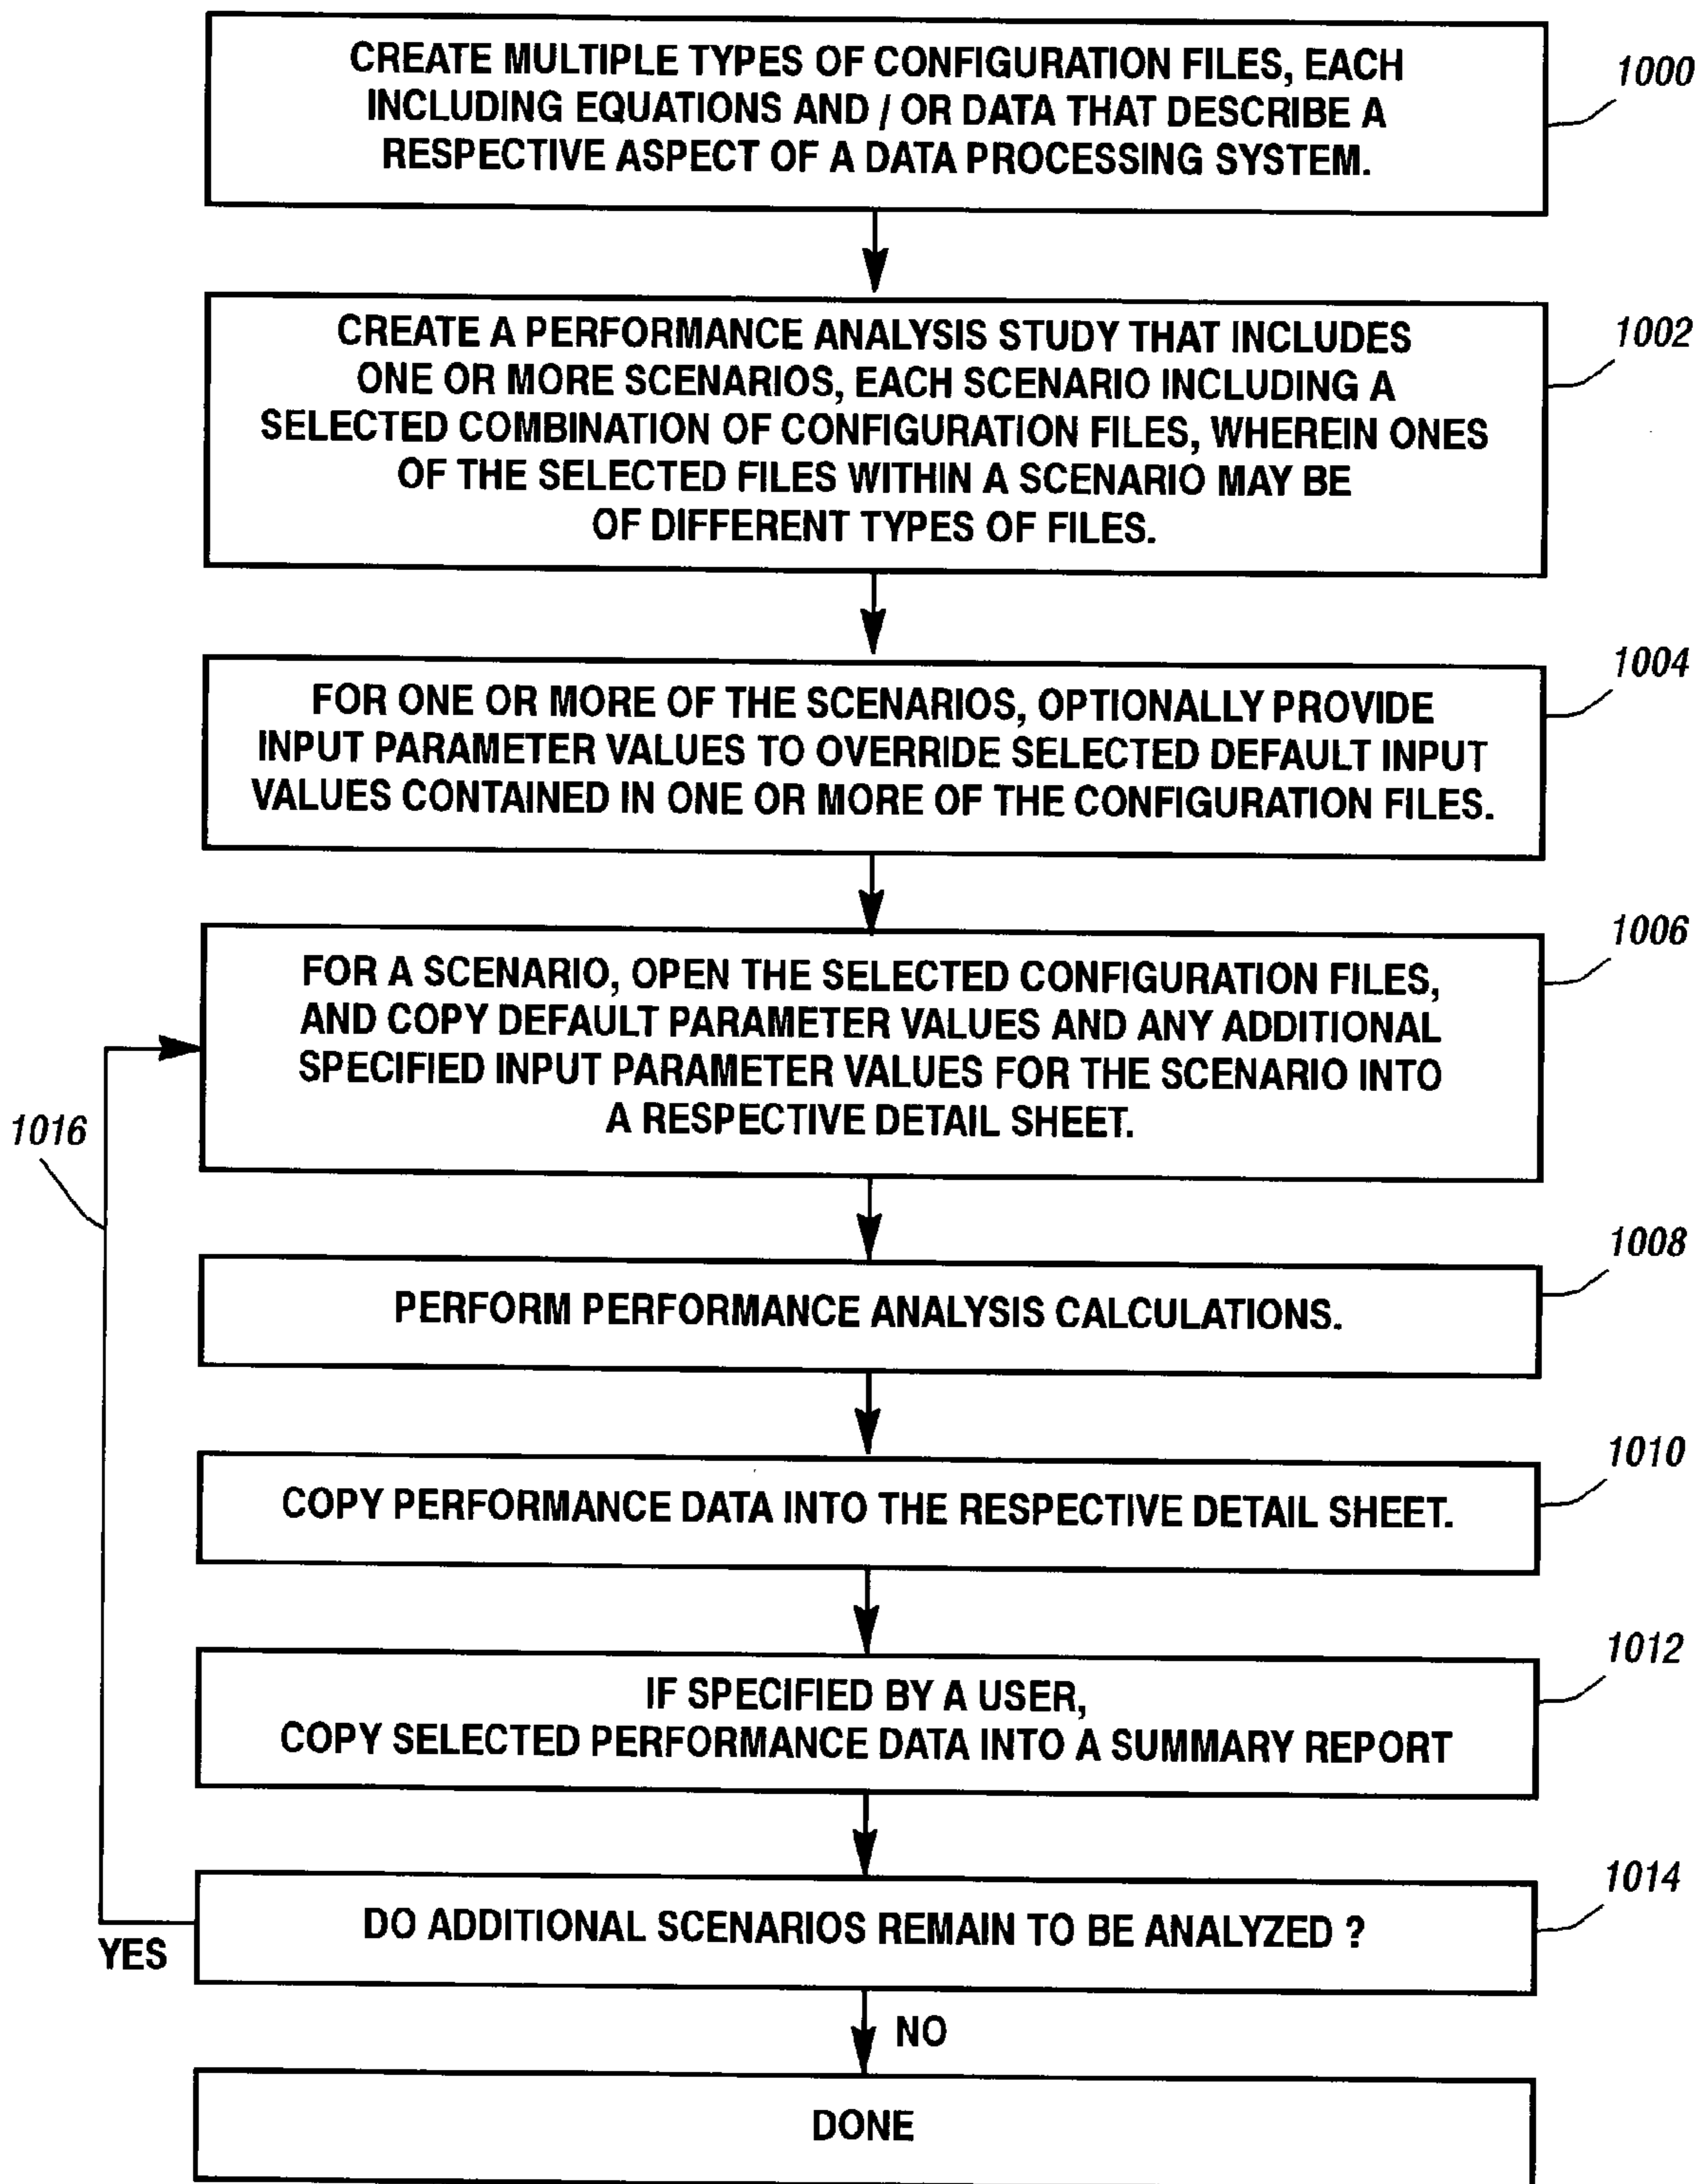 CREATE MULTIPLE TYPES OF CONFIGURATION FILES, EACH
INCLUDING EQUATIONS AND / OR DATA THAT DESCRIBE A
RESPECTIVE ASPECT OF A DATA PROCESSING SYSTEM.
1000
CREATE A PERFORMANCE ANALYSIS STUDY THAT INCLUDES
ONE OR MORE SCENARIOS, EACH SCENARIO INCLUDING A
SELECTED COMBINATION OF CONFIGURATION FILES, WHEREIN ONES
OF THE SELECTED FILES WITHIN A SCENARIO MAY BE
OF DIFFERENT TYPES OF FILES.
1002
FOR ONE OR MORE OF THE SCENARIOS, OPTIONALLY PROVIDE
INPUT PARAMETER VALUES TO OVERRIDE SELECTED DEFAULT INPUT
VALUES CONTAINED IN ONE OR MORE OF THE CONFIGURATION FILES.
1004
FOR A SCENARIO, OPEN THE SELECTED CONFIGURATION FILES,
AND COPY DEFAULT PARAMETER VALUES AND ANY ADDITIONAL
SPECIFIED INPUT PARAMETER VALUES FOR THE SCENARIO INTO
A RESPECTIVE DETAIL SHEET.
1006
1016
PERFORM PERFORMANCE ANALYSIS CALCULATIONS.
1008
COPY PERFORMANCE DATA INTO THE RESPECTIVE DETAIL SHEET.
1010
IF SPECIFIED BY A USER,
COPY SELECTED PERFORMANCE DATA INTO A SUMMARY REPORT
1012
DO ADDITIONAL SCENARIOS REMAIN TO BE ANALYZED ?
1014
YES
NO
DONE